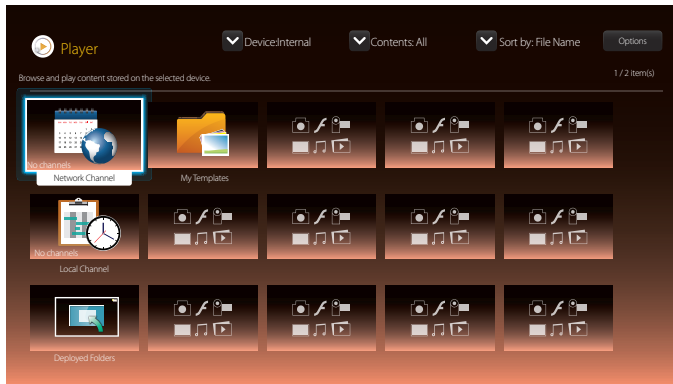 Player
Device:Internal
Contents: All
Sort by: File Name
Options
Browse and play content stored on the selected device.
1 / 2 item(s)
No channels
Network Channel
My Templates
No channels
Local Channel
Deployed Folders